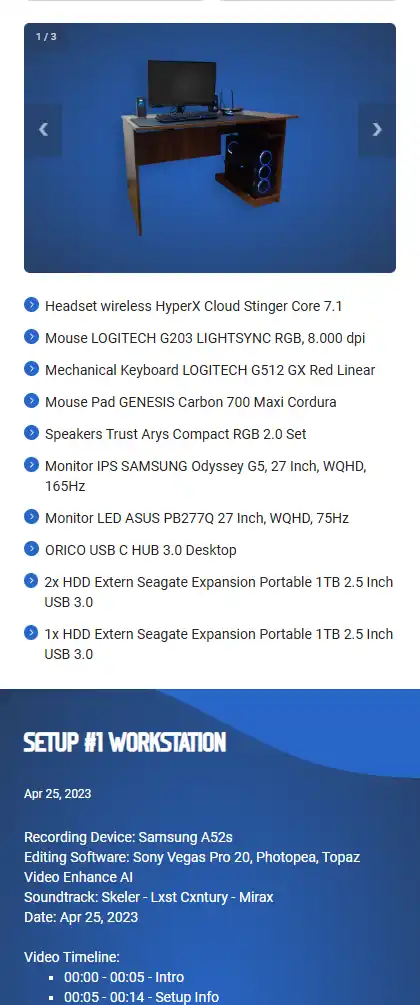 1 / 3
❮
❯
Headset wireless HyperX Cloud Stinger Core 7.1
Mouse LOGITECH G203 LIGHTSYNC RGB, 8.000 dpi
Mechanical Keyboard LOGITECH G512 GX Red Linear
Mouse Pad GENESIS Carbon 700 Maxi Cordura
Speakers Trust Arys Compact RGB 2.0 Set
Monitor IPS SAMSUNG Odyssey G5, 27 Inch, WQHD,
165Hz
Monitor LED ASUS PB277Q 27 Inch, WQHD, 75Hz
ORICO USB C HUB 3.0 Desktop
2x HDD Extern Seagate Expansion Portable 1TB 2.5 Inch
USB 3.0
1x HDD Extern Seagate Expansion Portable 1TB 2.5 Inch
USB 3.0
SETUP #1 WORKSTATION
Apr 25, 2023
Recording Device: Samsung A52s
Editing Software: Sony Vegas Pro 20, Photopea, Topaz
Video Enhance AI
Soundtrack: Skeler - Lxst Cxntury - Mirax
Date: Apr 25, 2023
Video Timeline:
00:00 - 00:05 - Intro
00:05 - 00:14 - Setup Info